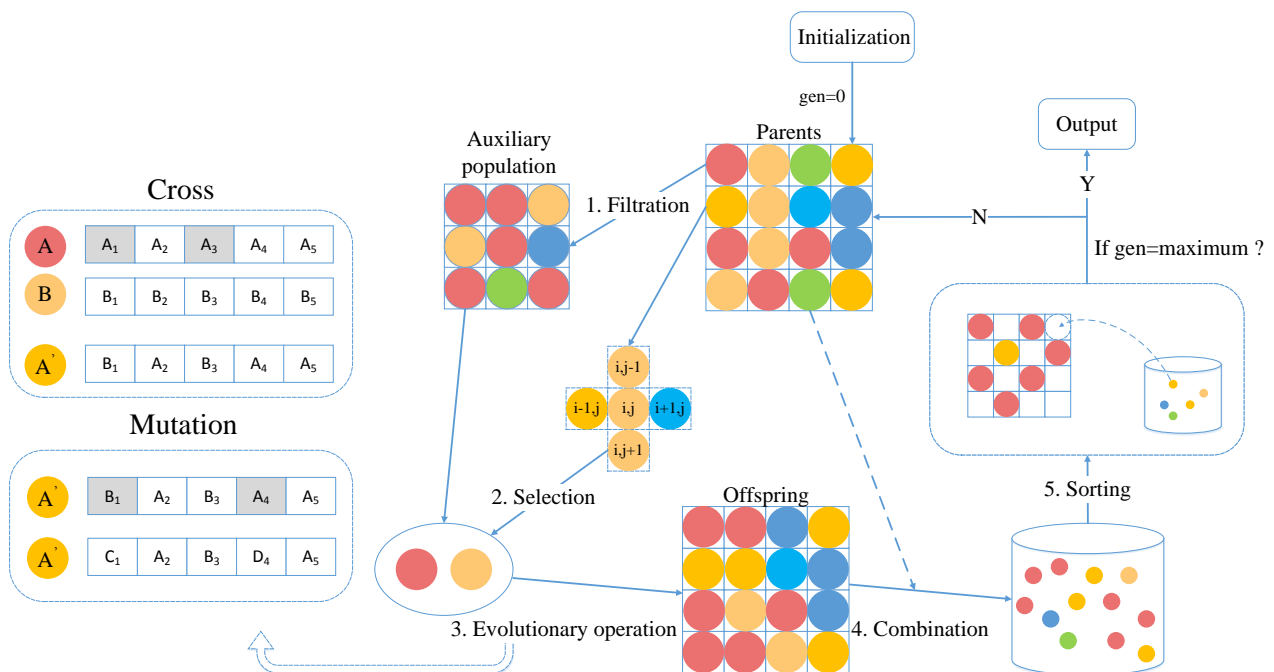 Initialization
gen=0
Parents
Output
Y
N
If gen=maximum ?
Auxiliary
population
1. Filtration
Cross
A A₁ A₂ A₃ A₄ A₅
B B₁ B₂ B₃ B₄ B₅
A' B₁ A₂ B₃ A₄ A₅
Mutation
A' B₁ A₂ B₃ A₄ A₅
A' C₁ A₂ B₃ D₄ A₅
i,j-1
i-1,j i,j i+1,j
i,j+1
2. Selection
Offspring
5. Sorting
3. Evolutionary operation
4. Combination